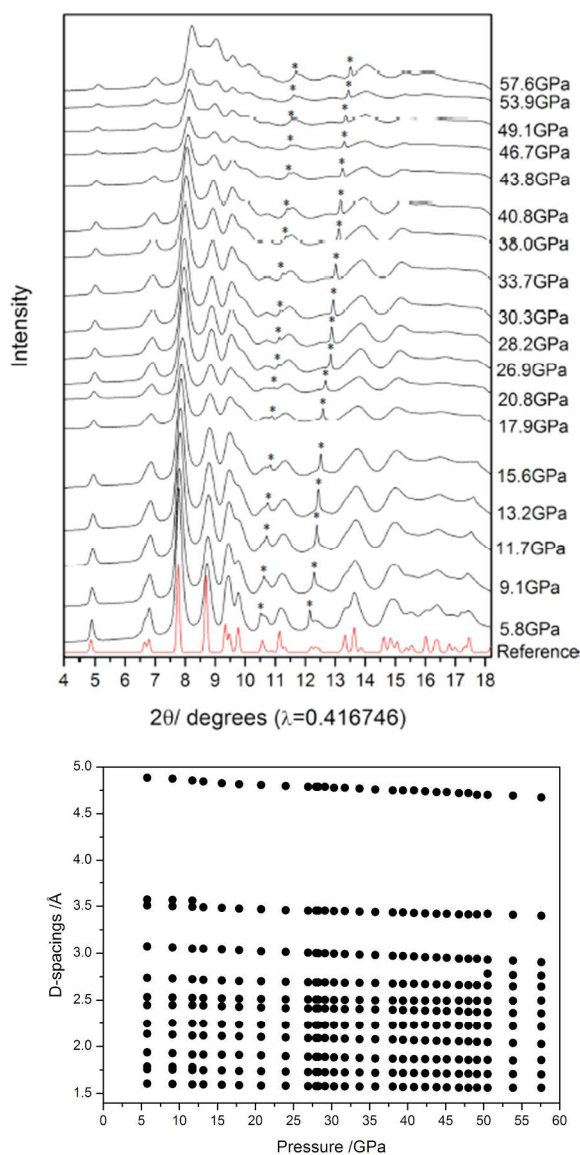 57.6GPa
53.9GPa
49.1GPa
46.7GPa
43.8GPa
40.8GPa
38.0GPa
33.7GPa
30.3GPa
28.2GPa
26.9GPa
20.8GPa
17.9GPa
15.6GPa
13.2GPa
11.7GPa
9.1GPa
5.8GPa
Reference
Intensity
4 5 6 7 8 9 10 11 12 13 14 15 16 17 18
2θ/ degrees (λ=0.416746)
5.0
4.5
4.0
3.5
3.0
2.5
2.0
1.5
D-spacings /Å
0 5 10 15 20 25 30 35 40 45 50 55 60
Pressure /GPa